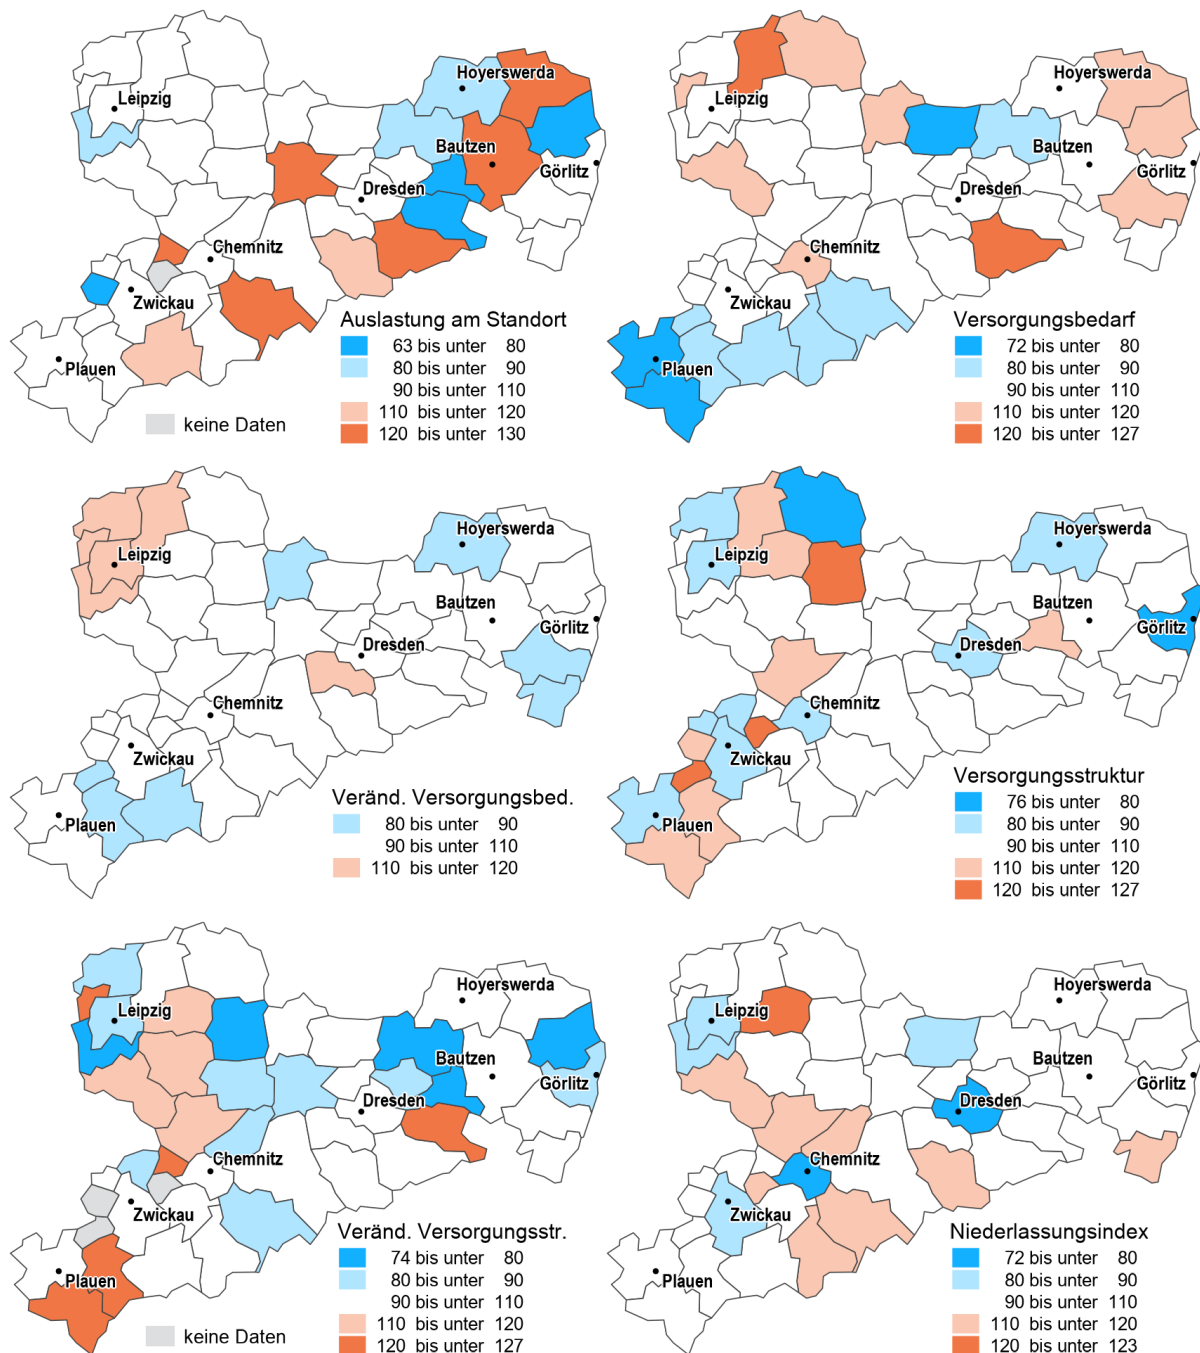 Hoyerswerda
Leipzig
Bautzen
Görlitz
Dresden
Chemnitz
Zwickau
Plauen
Auslastung am Standort
63 bis unter 80
80 bis unter 90
90 bis unter 110
110 bis unter 120
120 bis unter 130
keine Daten
Hoyerswerda
Leipzig
Bautzen
Görlitz
Dresden
Chemnitz
Zwickau
Plauen
Versorgungsbedarf
72 bis unter 80
80 bis unter 90
90 bis unter 110
110 bis unter 120
120 bis unter 127
Hoyerswerda
Leipzig
Bautzen
Görlitz
Dresden
Chemnitz
Zwickau
Plauen
Veränd. Versorgungsbed.
80 bis unter 90
90 bis unter 110
110 bis unter 120
Hoyerswerda
Leipzig
Bautzen
Görlitz
Dresden
Chemnitz
Zwickau
Plauen
Versorgungsstruktur
76 bis unter 80
80 bis unter 90
90 bis unter 110
110 bis unter 120
120 bis unter 127
Hoyerswerda
Leipzig
Bautzen
Görlitz
Dresden
Chemnitz
Zwickau
Plauen
Veränd. Versorgungsstr.
74 bis unter 80
80 bis unter 90
90 bis unter 110
110 bis unter 120
120 bis unter 127
keine Daten
Hoyerswerda
Leipzig
Bautzen
Görlitz
Dresden
Chemnitz
Zwickau
Plauen
Niederlassungsindex
72 bis unter 80
80 bis unter 90
90 bis unter 110
110 bis unter 120
120 bis unter 123